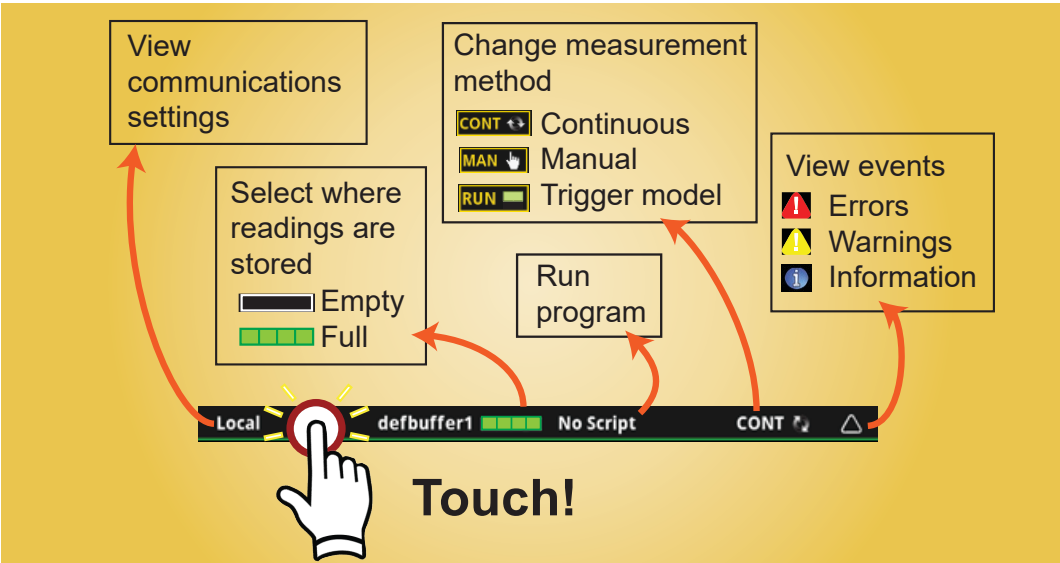 View
communications
settings
Select where
readings are
stored
Empty
Full
Change measurement
method
CONT Continuous
MAN Manual
RUN Trigger model
Run
program
View events
! Errors
! Warnings
i Information
Local defbuffer1 No Script CONT
Touch!